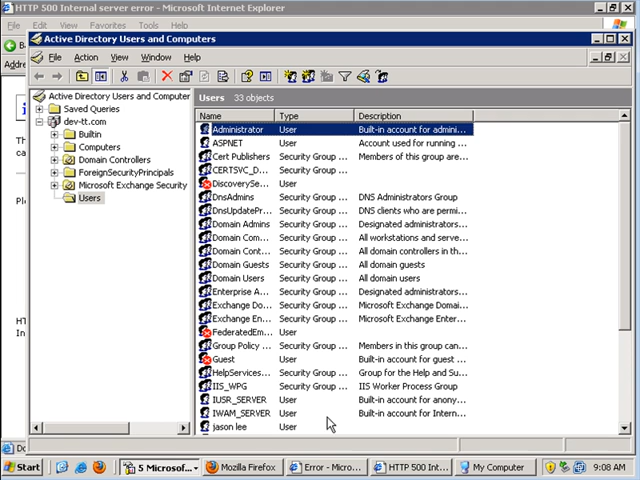 HTTP 500 Internal server error - Microsoft Internet Explorer
File Edit View Favorites Tools Help
Active Directory Users and Computers
File Action View Window Help
Active Directory Users and Computer
Saved Queries
dev-tt.com
Builtin
Computers
Domain Controllers
ForeignSecurityPrincipals
Microsoft Exchange Security
Users
Users 33 objects
Name Type Description
Administrator User Built-in account for admini...
ASPNET User Account used for running ...
Cert Publishers Security Group ... Members of this group are...
CERTSVC_D... Security Group ...
DiscoverySe... User
DnsAdmins Security Group ... DNS Administrators Group
DnsUpdatePr... Security Group ... DNS clients who are permi...
Domain Admins Security Group ... Designated administrators...
Domain Com... Security Group ... All workstations and serve...
Domain Cont... Security Group ... All domain controllers in th...
Domain Guests Security Group ... All domain guests
Domain Users Security Group ... All domain users
Enterprise A... Security Group ... Designated administrators...
Exchange Do... Security Group ... Microsoft Exchange Domai...
Exchange En... Security Group ... Microsoft Exchange Enter...
FederatedEm... User
Group Policy ... Security Group ... Members in this group can...
Guest User Built-in account for guest ...
HelpServices... Security Group ... Group for the Help and Su...
IIS_WPG Security Group ... IIS Worker Process Group
IUSR_SERVER User Built-in account for anony...
IWAM_SERVER User Built-in account for Intern...
jason lee User
Start 5 Microsof... Mozilla Firefox Error - Micro... HTTP 500 Int... My Computer 9:08 AM